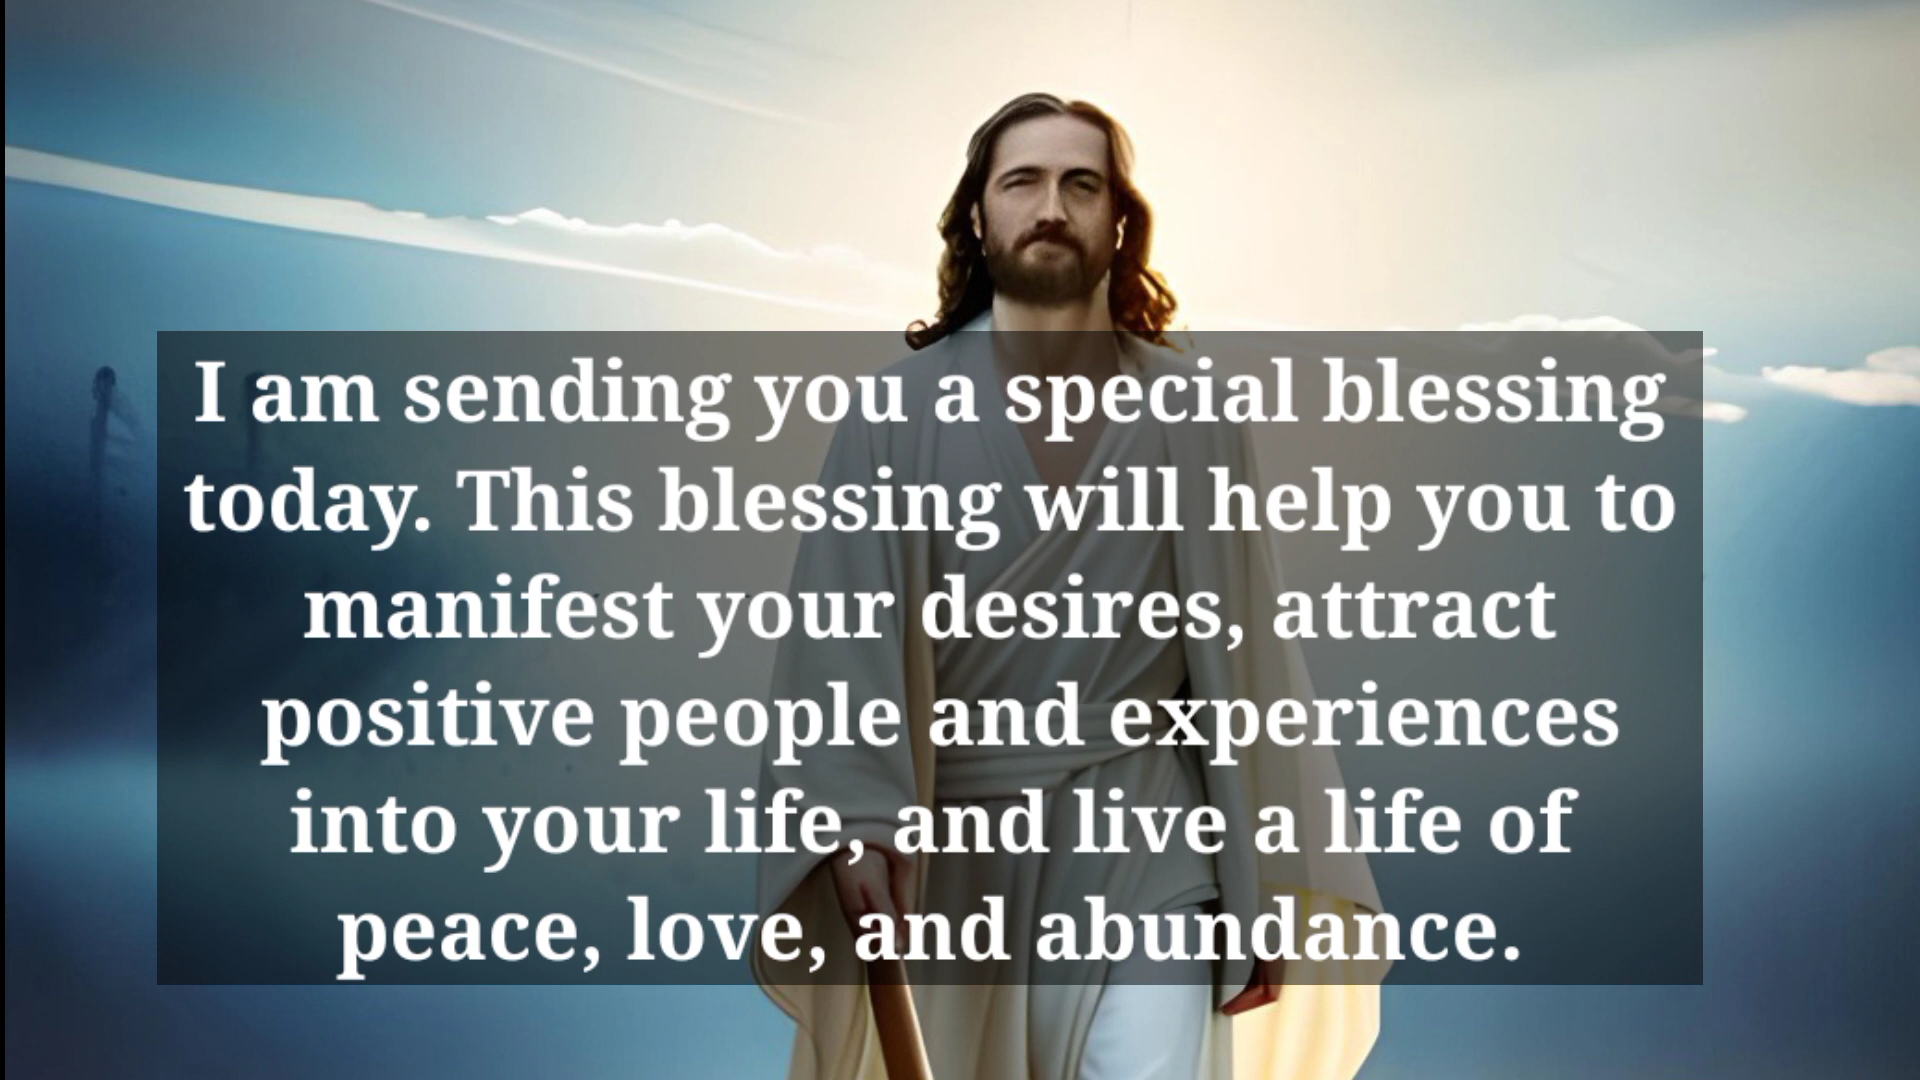 I am sending you a special blessing
today. This blessing will help you to
manifest your desires, attract
positive people and experiences
into your life, and live a life of
peace, love, and abundance.